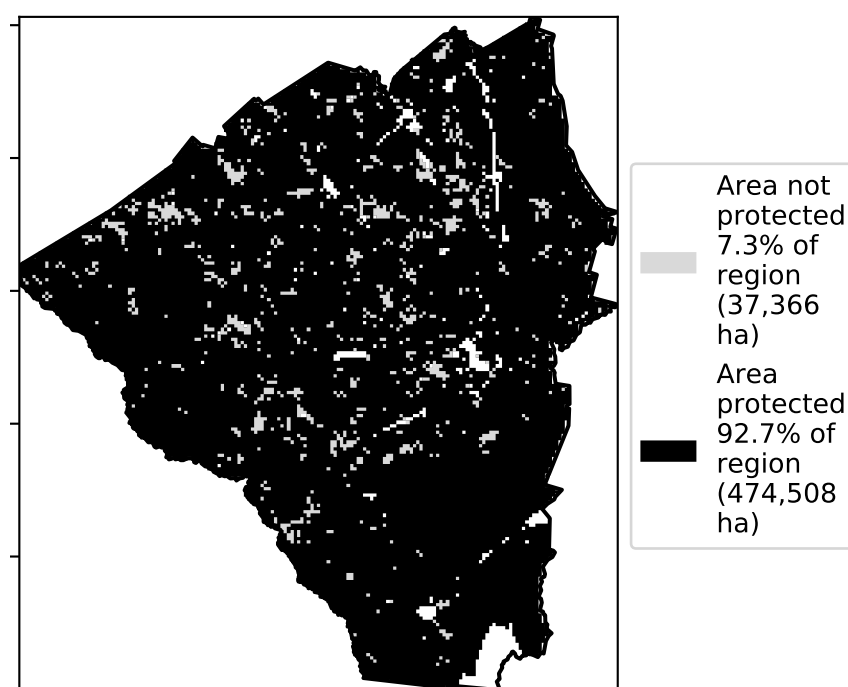 Area not
protected
7.3% of
region
(37,366
ha)
Area
protected
92.7% of
region
(474,508
ha)